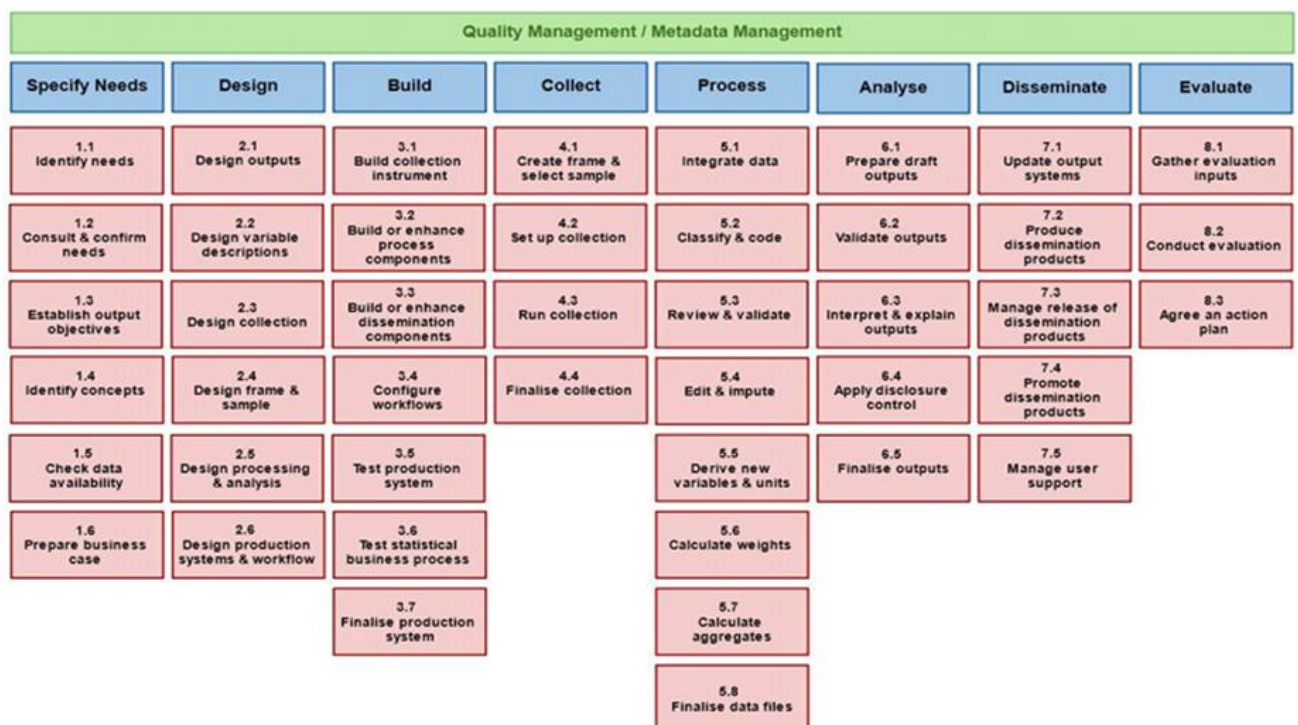 Quality Management / Metadata Management
Specify Needs
Design
Build
Collect
Process
Analyse
Disseminate
Evaluate
1.1
Identify needs
2.1
Design outputs
3.1
Build collection
instrument
4.1
Create frame &
select sample
5.1
Integrate data
6.1
Prepare draft
outputs
7.1
Update output
systems
8.1
Gather evaluation
inputs
1.2
Consult & confirm
needs
2.2
Design variable
descriptions
3.2
Build or enhance
process
components
4.2
Set up collection
5.2
Classify & code
6.2
Validate outputs
7.2
Produce
dissemination
products
8.2
Conduct evaluation
1.3
Establish output
objectives
2.3
Design collection
3.3
Build or enhance
dissemination
components
4.3
Run collection
5.3
Review & validate
6.3
Interpret & explain
outputs
7.3
Manage release of
dissemination
products
8.3
Agree an action
plan
1.4
Identify concepts
2.4
Design frame &
sample
3.4
Configure
workflows
4.4
Finalise collection
5.4
Edit & impute
6.4
Apply disclosure
control
7.4
Promote
dissemination
products
1.5
Check data
availability
2.5
Design processing
& analysis
3.5
Test production
system
5.5
Derive new
variables & units
6.5
Finalise outputs
7.5
Manage user
support
1.6
Prepare business
case
2.6
Design production
systems & workflow
3.6
Test statistical
business process
5.6
Calculate weights
3.7
Finalise production
system
5.7
Calculate
aggregates
5.8
Finalise data files